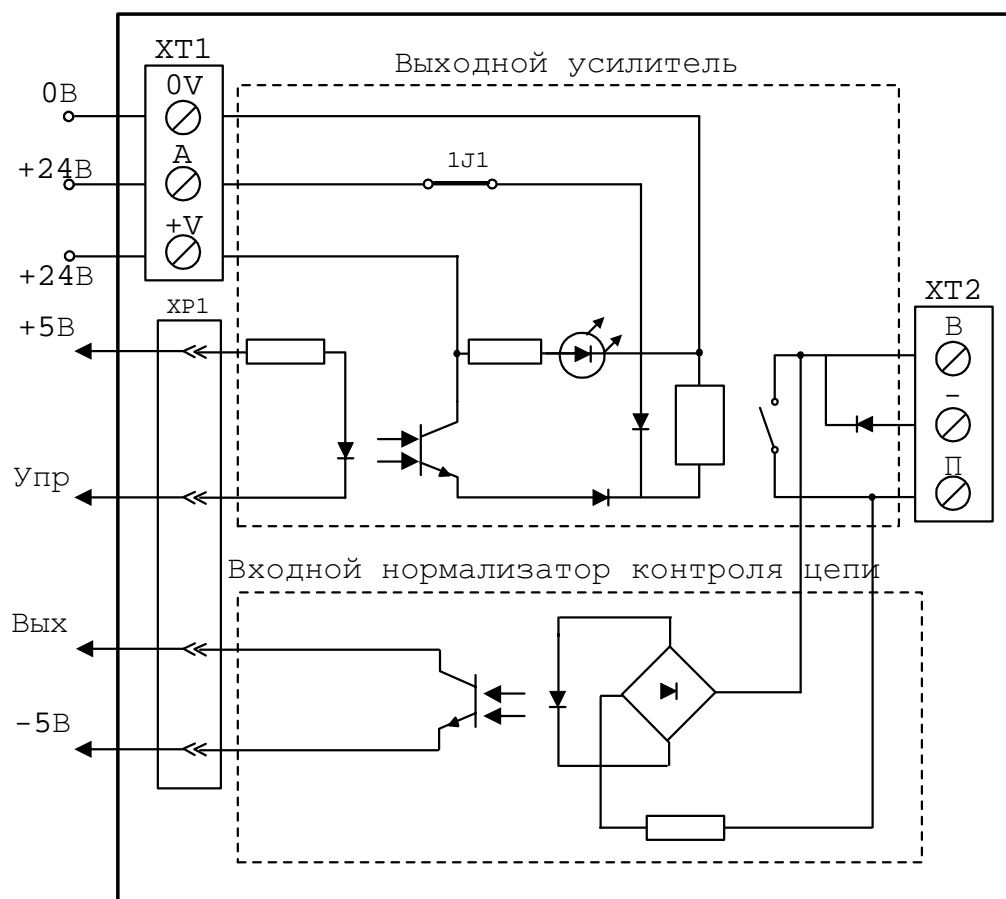 XT1
Выходной усилитель
0В
0V
+24В
A
1J1
+V
+24В
XP1
XT2
+5В
В
-
Упр
П
Входной нормализатор контроля цепи
Вых
-5В